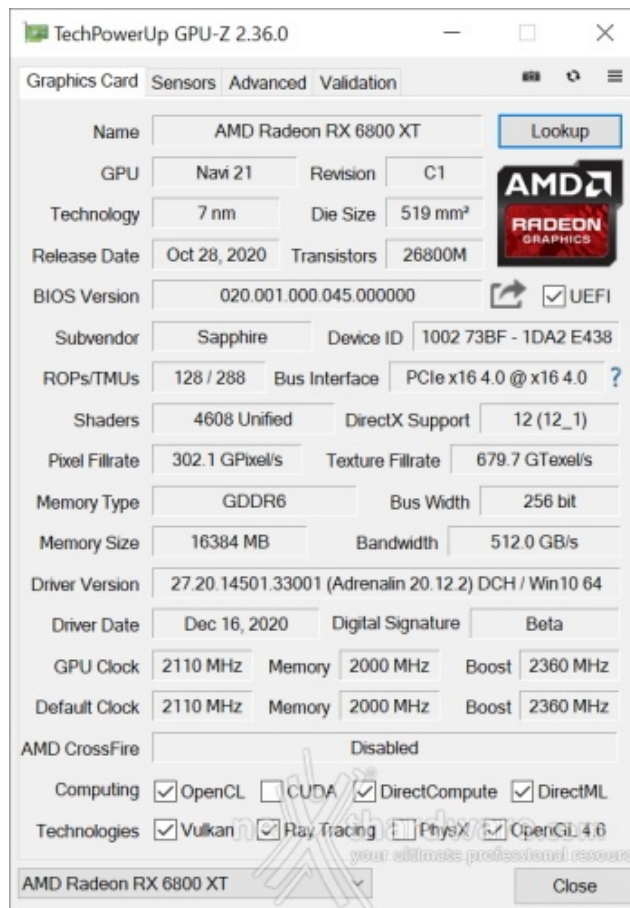 TechPowerUp GPU-Z 2.36.0
Graphics Card Sensors Advanced Validation
Name AMD Radeon RX 6800 XT Lookup
GPU Navi 21 Revision C1
AMD
RADEON
GRAPHICS
Technology 7 nm Die Size 519 mm²
Release Date Oct 28, 2020 Transistors 26800M
BIOS Version 020.001.000.045.000000 UEFI
Subvendor Sapphire Device ID 1002 73BF - 1DA2 E438
ROPs/TMUs 128 / 288 Bus Interface PCIe x16 4.0 @ x16 4.0 ?
Shaders 4608 Unified DirectX Support 12 (12_1)
Pixel Fillrate 302.1 GPixel/s Texture Fillrate 679.7 GTexel/s
Memory Type GDDR6 Bus Width 256 bit
Memory Size 16384 MB Bandwidth 512.0 GB/s
Driver Version 27.20.14501.33001 (Adrenalin 20.12.2) DCH / Win10 64
Driver Date Dec 16, 2020 Digital Signature Beta
GPU Clock 2110 MHz Memory 2000 MHz Boost 2360 MHz
Default Clock 2110 MHz Memory 2000 MHz Boost 2360 MHz
AMD CrossFire Disabled
Computing OpenCL CUDA DirectCompute DirectML
Technologies Vulkan Ray Tracing PhysX OpenGL 4.6
your ultimate professional resource
AMD Radeon RX 6800 XT Close